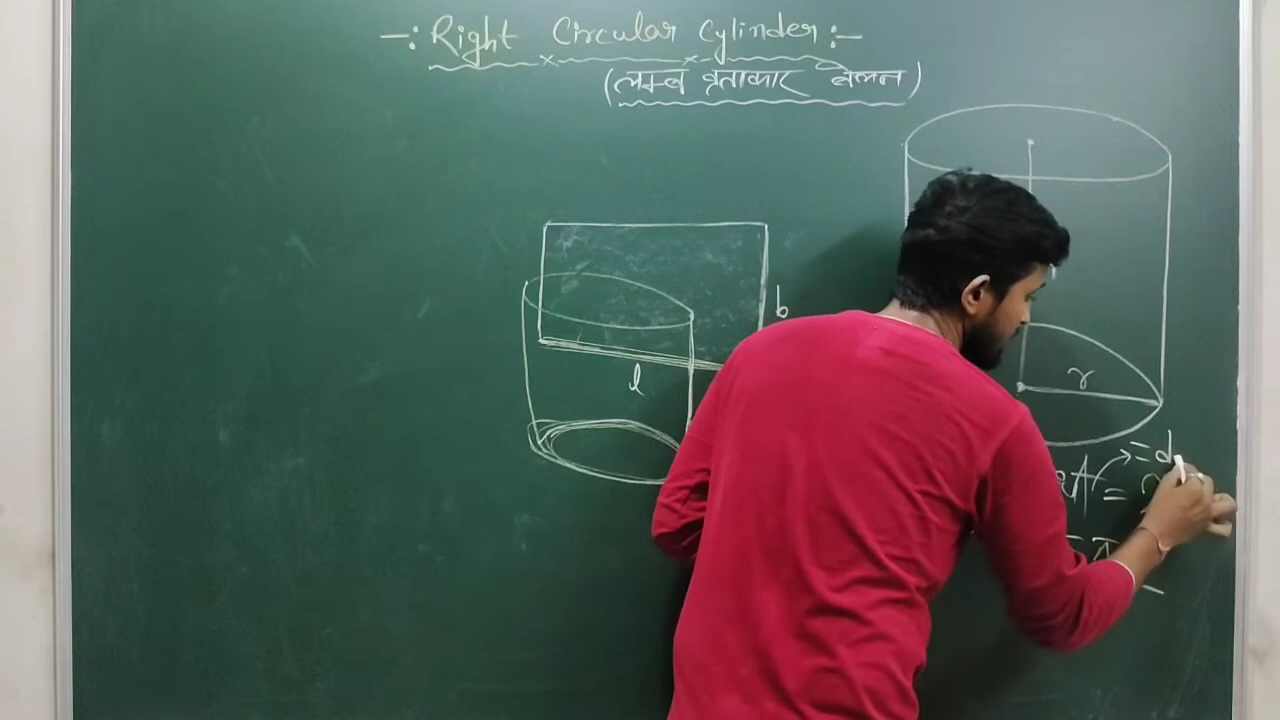 -: Right Circular Cylinder :-
(लम्ब वृताकार बेलन)
b
l
r
= d
=